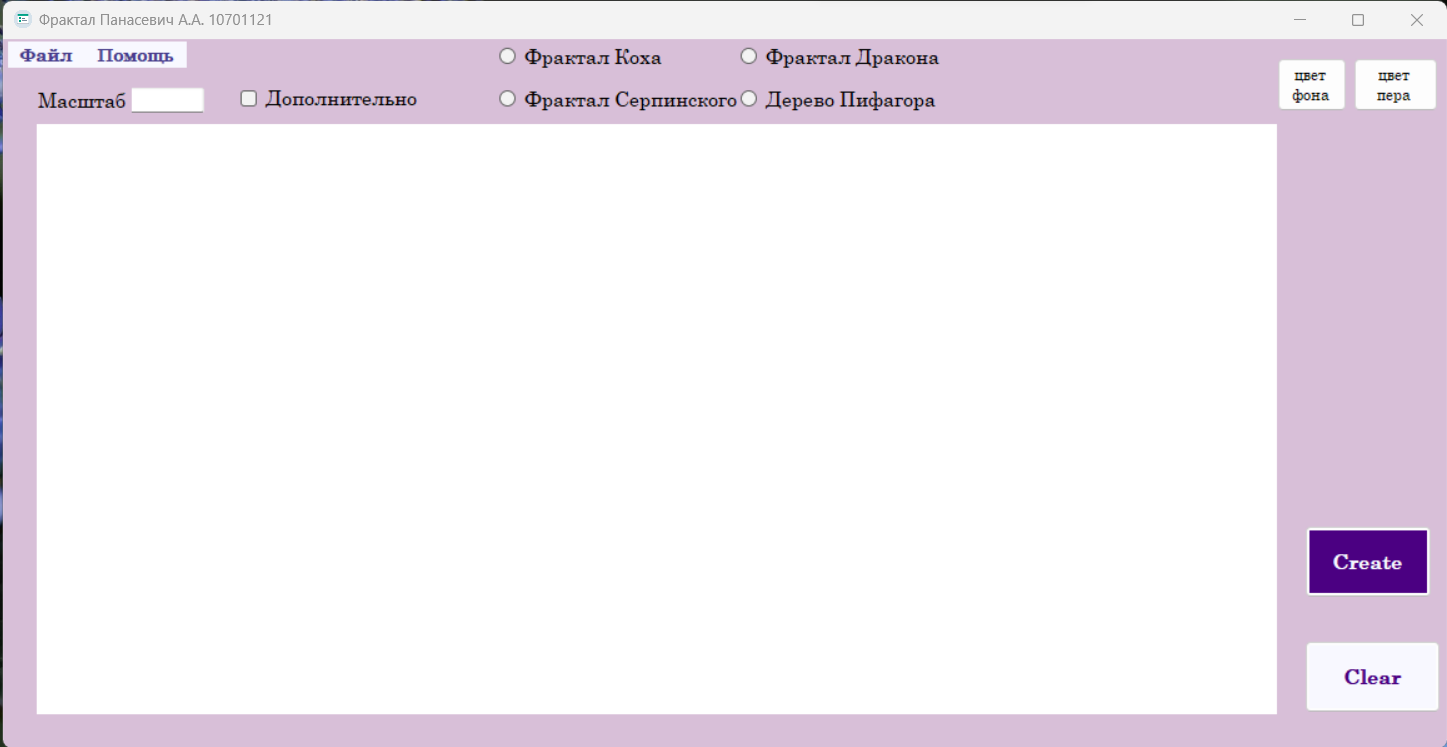 Фрактал Панасевич А.А. 10701121
Файл Помощь
Фрактал Коха Фрактал Дракона
цвет фона
цвет пера
Масштаб Дополнительно Фрактал Серпинского Дерево Пифагора
Create
Clear